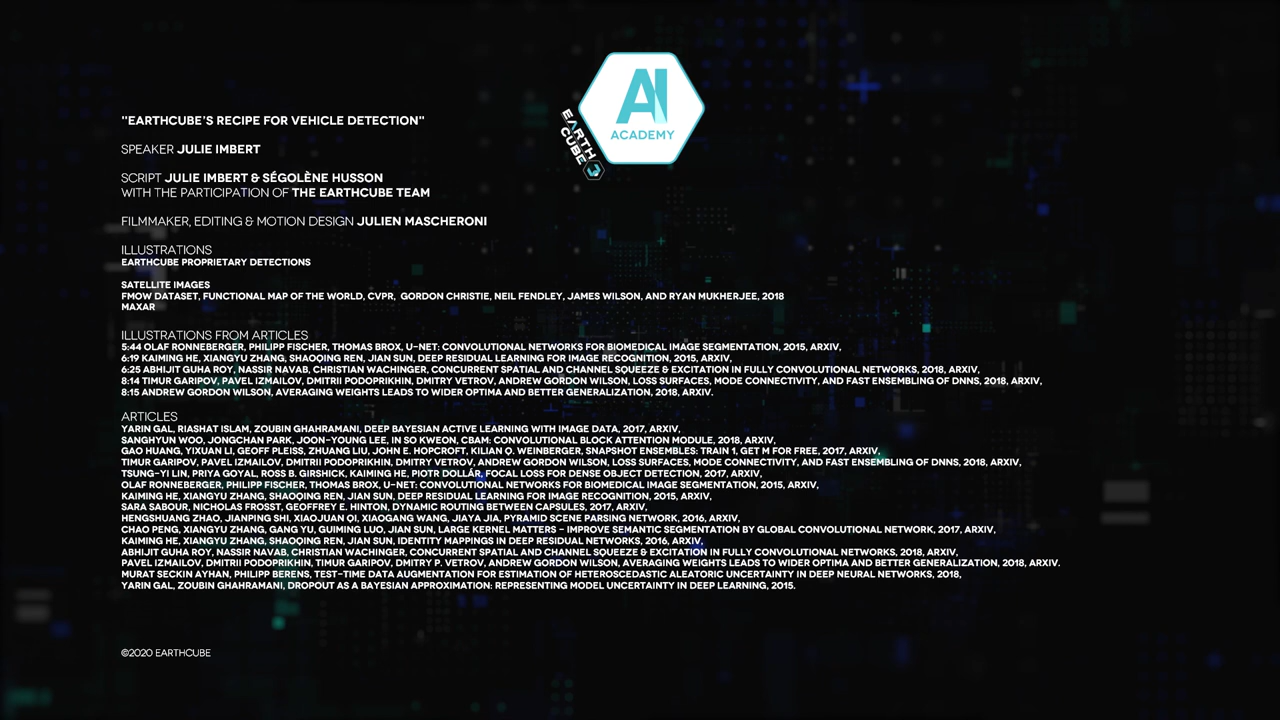 AI
ACADEMY
EARTH
CUBE
"EARTHCUBE'S RECIPE FOR VEHICLE DETECTION"
SPEAKER JULIE IMBERT
SCRIPT JULIE IMBERT & SÉGOLÈNE HUSSON
WITH THE PARTICIPATION OF THE EARTHCUBE TEAM
FILMMAKER, EDITING & MOTION DESIGN JULIEN MASCHERONI
ILLUSTRATIONS
EARTHCUBE PROPRIETARY DETECTIONS
SATELLITE IMAGES
FMOW DATASET, FUNCTIONAL MAP OF THE WORLD, CVPR, GORDON CHRISTIE, NEIL FENDLEY, JAMES WILSON, AND RYAN MUKHERJEE, 2018
MAXAR
ILLUSTRATIONS FROM ARTICLES
5:44 OLAF RONNEBERGER, PHILIPP FISCHER, THOMAS BROX, U-NET: CONVOLUTIONAL NETWORKS FOR BIOMEDICAL IMAGE SEGMENTATION, 2015, ARXIV,
6:19 KAIMING HE, XIANGYU ZHANG, SHAOQING REN, JIAN SUN, DEEP RESIDUAL LEARNING FOR IMAGE RECOGNITION, 2015, ARXIV,
6:25 ABHIJIT GUHA ROY, NASSIR NAVAB, CHRISTIAN WACHINGER, CONCURRENT SPATIAL AND CHANNEL SQUEEZE & EXCITATION IN FULLY CONVOLUTIONAL NETWORKS, 2018, ARXIV,
8:14 TIMUR GARIPOV, PAVEL IZMAILOV, DMITRII PODOPRIKHIN, DMITRY VETROV, ANDREW GORDON WILSON, LOSS SURFACES, MODE CONNECTIVITY, AND FAST ENSEMBLING OF DNNS, 2018, ARXIV,
8:15 ANDREW GORDON WILSON, AVERAGING WEIGHTS LEADS TO WIDER OPTIMA AND BETTER GENERALIZATION, 2018, ARXIV.
ARTICLES
YARIN GAL, RIASHAT ISLAM, ZOUBIN GHAHRAMANI, DEEP BAYESIAN ACTIVE LEARNING WITH IMAGE DATA, 2017, ARXIV,
SANGHYUN WOO, JONGCHAN PARK, JOON-YOUNG LEE, IN SO KWEON, CBAM: CONVOLUTIONAL BLOCK ATTENTION MODULE, 2018, ARXIV,
GAO HUANG, YIXUAN LI, GEOFF PLEISS, ZHUANG LIU, JOHN E. HOPCROFT, KILIAN Q. WEINBERGER, SNAPSHOT ENSEMBLES: TRAIN 1, GET M FOR FREE, 2017, ARXIV,
TIMUR GARIPOV, PAVEL IZMAILOV, DMITRII PODOPRIKHIN, DMITRY VETROV, ANDREW GORDON WILSON, LOSS SURFACES, MODE CONNECTIVITY, AND FAST ENSEMBLING OF DNNS, 2018, ARXIV,
TSUNG-YI LIN, PRIYA GOYAL, ROSS B. GIRSHICK, KAIMING HE, PIOTR DOLLÁR, FOCAL LOSS FOR DENSE OBJECT DETECTION, 2017, ARXIV,
OLAF RONNEBERGER, PHILIPP FISCHER, THOMAS BROX, U-NET: CONVOLUTIONAL NETWORKS FOR BIOMEDICAL IMAGE SEGMENTATION, 2015, ARXIV,
KAIMING HE, XIANGYU ZHANG, SHAOQING REN, JIAN SUN, DEEP RESIDUAL LEARNING FOR IMAGE RECOGNITION, 2015, ARXIV,
SARA SABOUR, NICHOLAS FROSST, GEOFFREY E. HINTON, DYNAMIC ROUTING BETWEEN CAPSULES, 2017, ARXIV,
HENGSHUANG ZHAO, JIANPING SHI, XIAOJUAN QI, XIAOGANG WANG, JIAYA JIA, PYRAMID SCENE PARSING NETWORK, 2016, ARXIV,
CHAO PENG, XIANGYU ZHANG, GANG YU, GUIMING LUO, JIAN SUN, LARGE KERNEL MATTERS - IMPROVE SEMANTIC SEGMENTATION BY GLOBAL CONVOLUTIONAL NETWORK, 2017, ARXIV,
KAIMING HE, XIANGYU ZHANG, SHAOQING REN, JIAN SUN, IDENTITY MAPPINGS IN DEEP RESIDUAL NETWORKS, 2016, ARXIV,
ABHIJIT GUHA ROY, NASSIR NAVAB, CHRISTIAN WACHINGER, CONCURRENT SPATIAL AND CHANNEL SQUEEZE & EXCITATION IN FULLY CONVOLUTIONAL NETWORKS, 2018, ARXIV,
PAVEL IZMAILOV, DMITRII PODOPRIKHIN, TIMUR GARIPOV, DMITRY P. VETROV, ANDREW GORDON WILSON, AVERAGING WEIGHTS LEADS TO WIDER OPTIMA AND BETTER GENERALIZATION, 2018, ARXIV.
MURAT SECKIN AYHAN, PHILIPP BERENS, TEST-TIME DATA AUGMENTATION FOR ESTIMATION OF HETEROSCEDASTIC ALEATORIC UNCERTAINTY IN DEEP NEURAL NETWORKS, 2018,
YARIN GAL, ZOUBIN GHAHRAMANI, DROPOUT AS A BAYESIAN APPROXIMATION: REPRESENTING MODEL UNCERTAINTY IN DEEP LEARNING, 2015.
©2020 EARTHCUBE